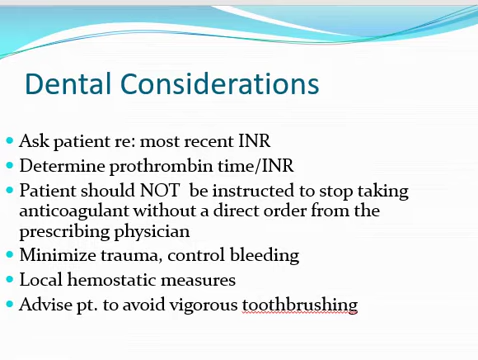 Dental Considerations
Ask patient re: most recent INR
Determine prothrombin time/INR
Patient should NOT be instructed to stop taking
anticoagulant without a direct order from the
prescribing physician
Minimize trauma, control bleeding
Local hemostatic measures
Advise pt. to avoid vigorous toothbrushing